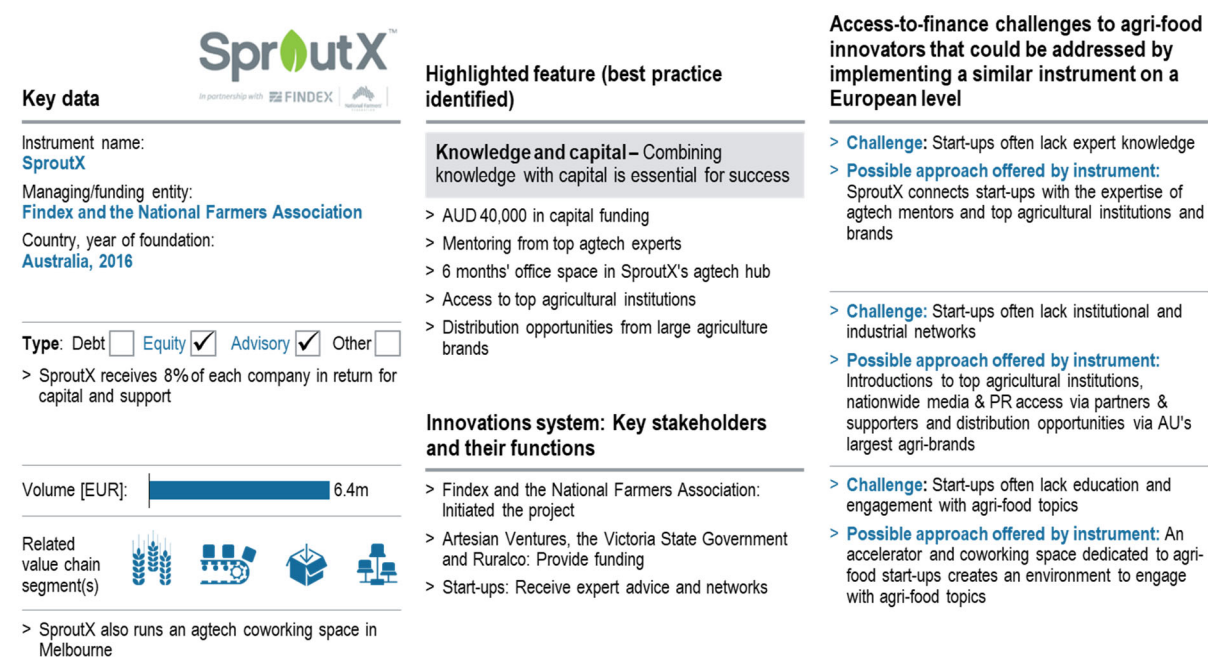 SproutX™
In partnership with FINDEX
National Farmers
Key data
Instrument name:
SproutX
Managing/funding entity:
Findex and the National Farmers Association
Country, year of foundation:
Australia, 2016
Type: Debt Equity ✓ Advisory ✓ Other
> SproutX receives 8% of each company in return for
capital and support
Volume [EUR]: 6.4m
Related
value chain
segment(s)
> SproutX also runs an agtech coworking space in
Melbourne
Highlighted feature (best practice
identified)
Knowledge and capital – Combining
knowledge with capital is essential for success
> AUD 40,000 in capital funding
> Mentoring from top agtech experts
> 6 months' office space in SproutX's agtech hub
> Access to top agricultural institutions
> Distribution opportunities from large agriculture
brands
Innovations system: Key stakeholders
and their functions
> Findex and the National Farmers Association:
Initiated the project
> Artesian Ventures, the Victoria State Government
and Ruralco: Provide funding
> Start-ups: Receive expert advice and networks
Access-to-finance challenges to agri-food
innovators that could be addressed by
implementing a similar instrument on a
European level
> Challenge: Start-ups often lack expert knowledge
> Possible approach offered by instrument:
SproutX connects start-ups with the expertise of
agtech mentors and top agricultural institutions and
brands
> Challenge: Start-ups often lack institutional and
industrial networks
> Possible approach offered by instrument:
Introductions to top agricultural institutions,
nationwide media & PR access via partners &
supporters and distribution opportunities via AU's
largest agri-brands
> Challenge: Start-ups often lack education and
engagement with agri-food topics
> Possible approach offered by instrument: An
accelerator and coworking space dedicated to agri-
food start-ups creates an environment to engage
with agri-food topics